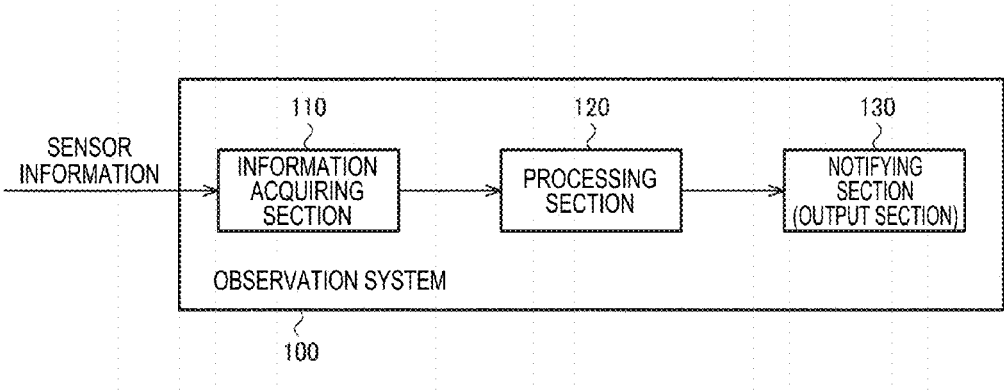 110
120
130
SENSOR
INFORMATION
INFORMATION
ACQUIRING
SECTION
PROCESSING
SECTION
NOTIFYING
SECTION
(OUTPUT SECTION)
OBSERVATION SYSTEM
100